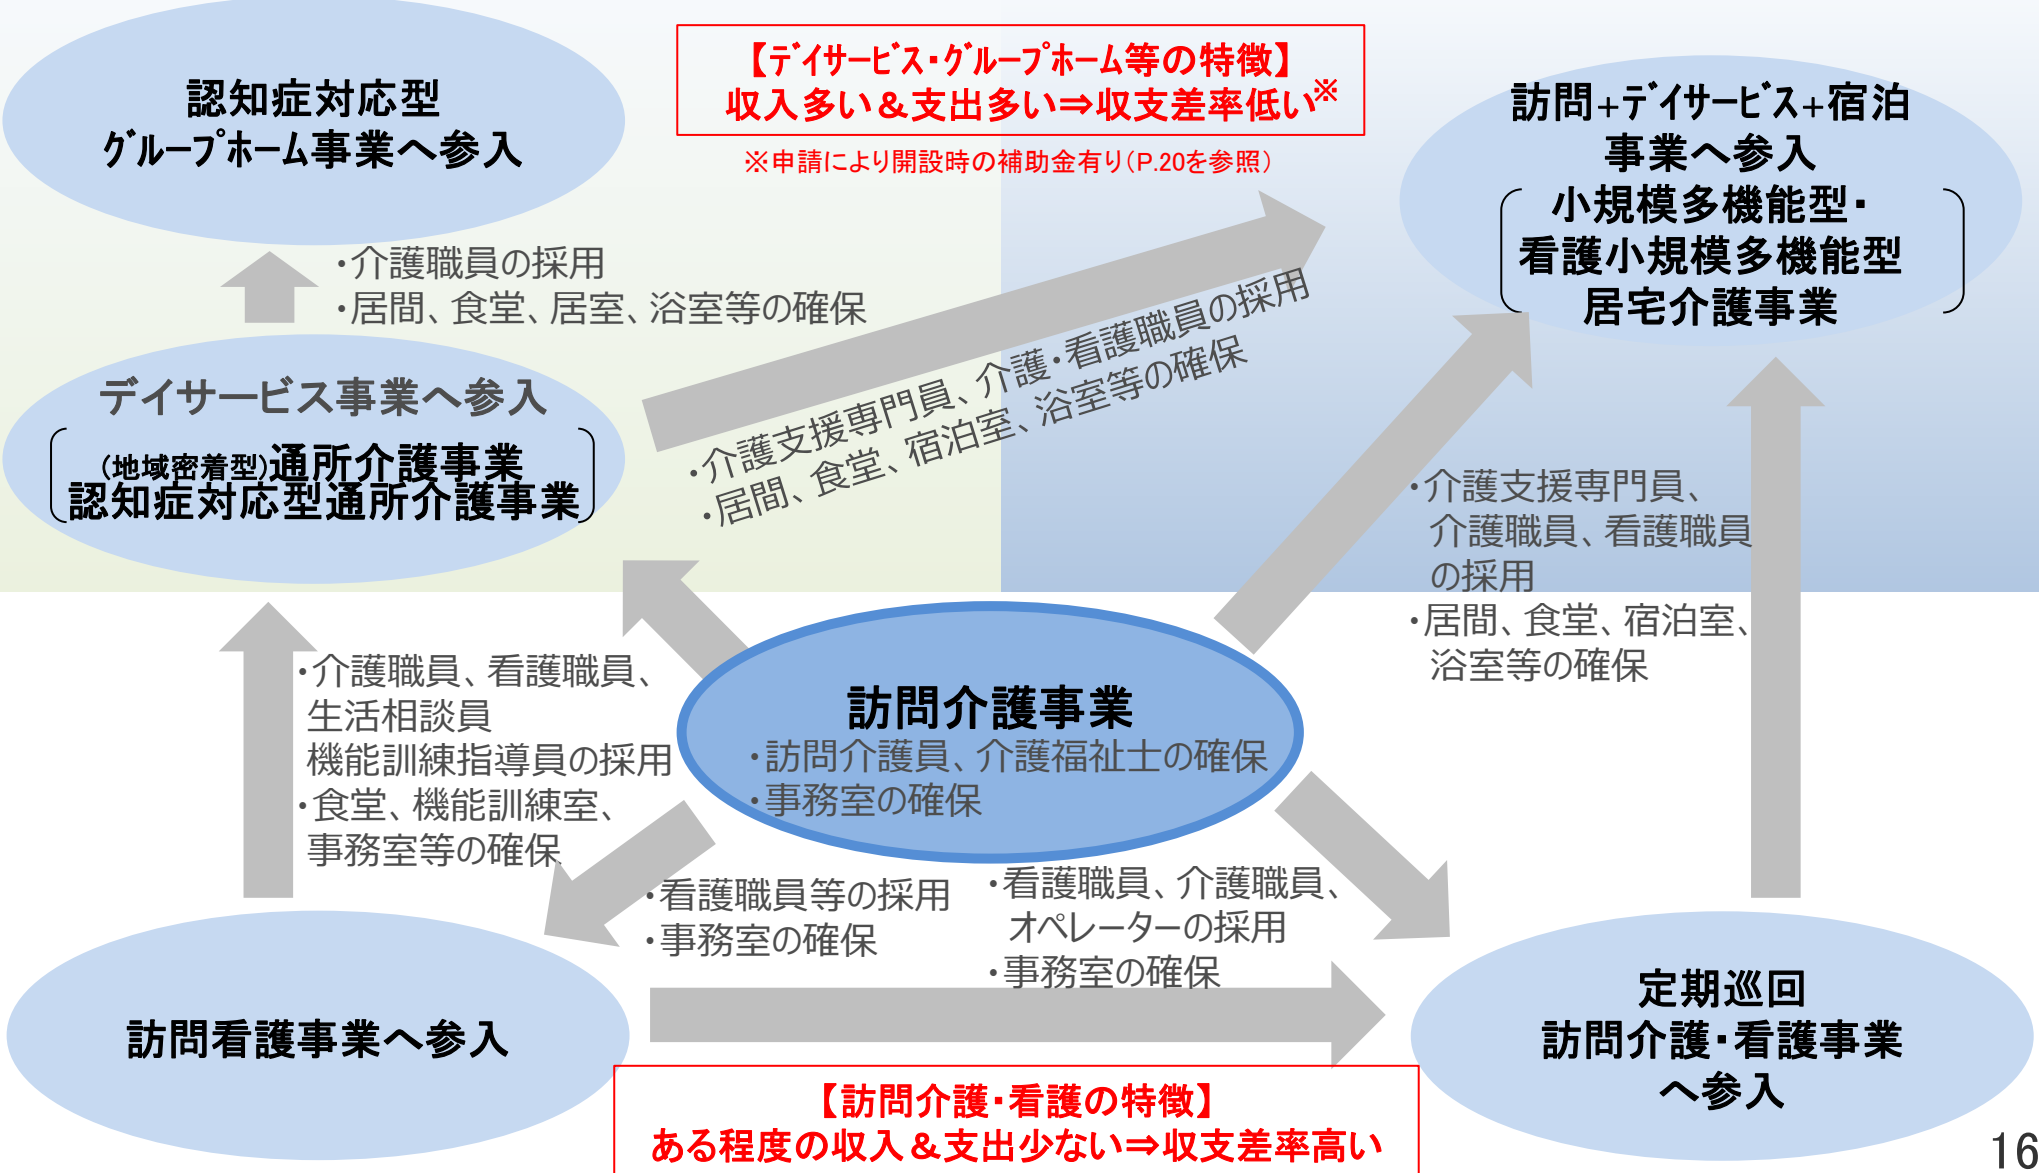 【ﾃﾞｲｻｰﾋﾞｽ・ｸﾞﾙｰﾌﾟﾎｰﾑ等の特徴】
収入多い＆支出多い⇒収支差率低い※
※申請により開設時の補助金有り（P.20を参照）
認知症対応型
ｸﾞﾙｰﾌﾟﾎｰﾑ事業へ参入
訪問+ﾃﾞｲｻｰﾋﾞｽ+宿泊
事業へ参入
小規模多機能型・
看護小規模多機能型
居宅介護事業
・介護職員の採用
・居間、食堂、居室、浴室等の確保
デイサービス事業へ参入
(地域密着型)通所介護事業
認知症対応型通所介護事業
・介護支援専門員、介護・看護職員の採用
・居間、食堂、宿泊室、浴室等の確保
・介護支援専門員、
介護職員、看護職員
の採用
・居間、食堂、宿泊室、
浴室等の確保
・介護職員、看護職員、
生活相談員
機能訓練指導員の採用
・食堂、機能訓練室、
事務室等の確保
訪問介護事業
・訪問介護員、介護福祉士の確保
・事務室の確保
・看護職員等の採用
・事務室の確保
・看護職員、介護職員、
ｵﾍﾟﾚｰﾀｰの採用
・事務室の確保
訪問看護事業へ参入
定期巡回
訪問介護・看護事業
へ参入
【訪問介護・看護の特徴】
ある程度の収入＆支出少ない⇒収支差率高い
16